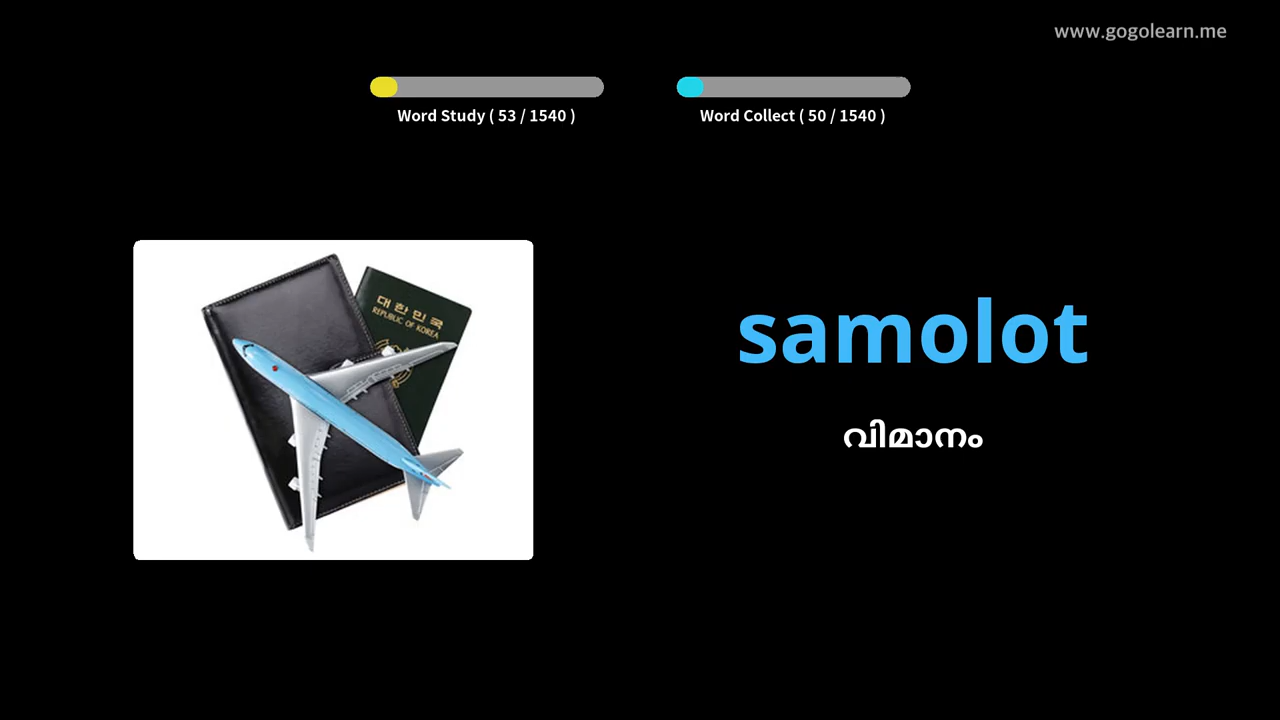 www.gogolearn.me
Word Study ( 53 / 1540 )
Word Collect ( 50 / 1540 )
대한민국
REPUBLIC OF KOREA
samolot
വിമാനം